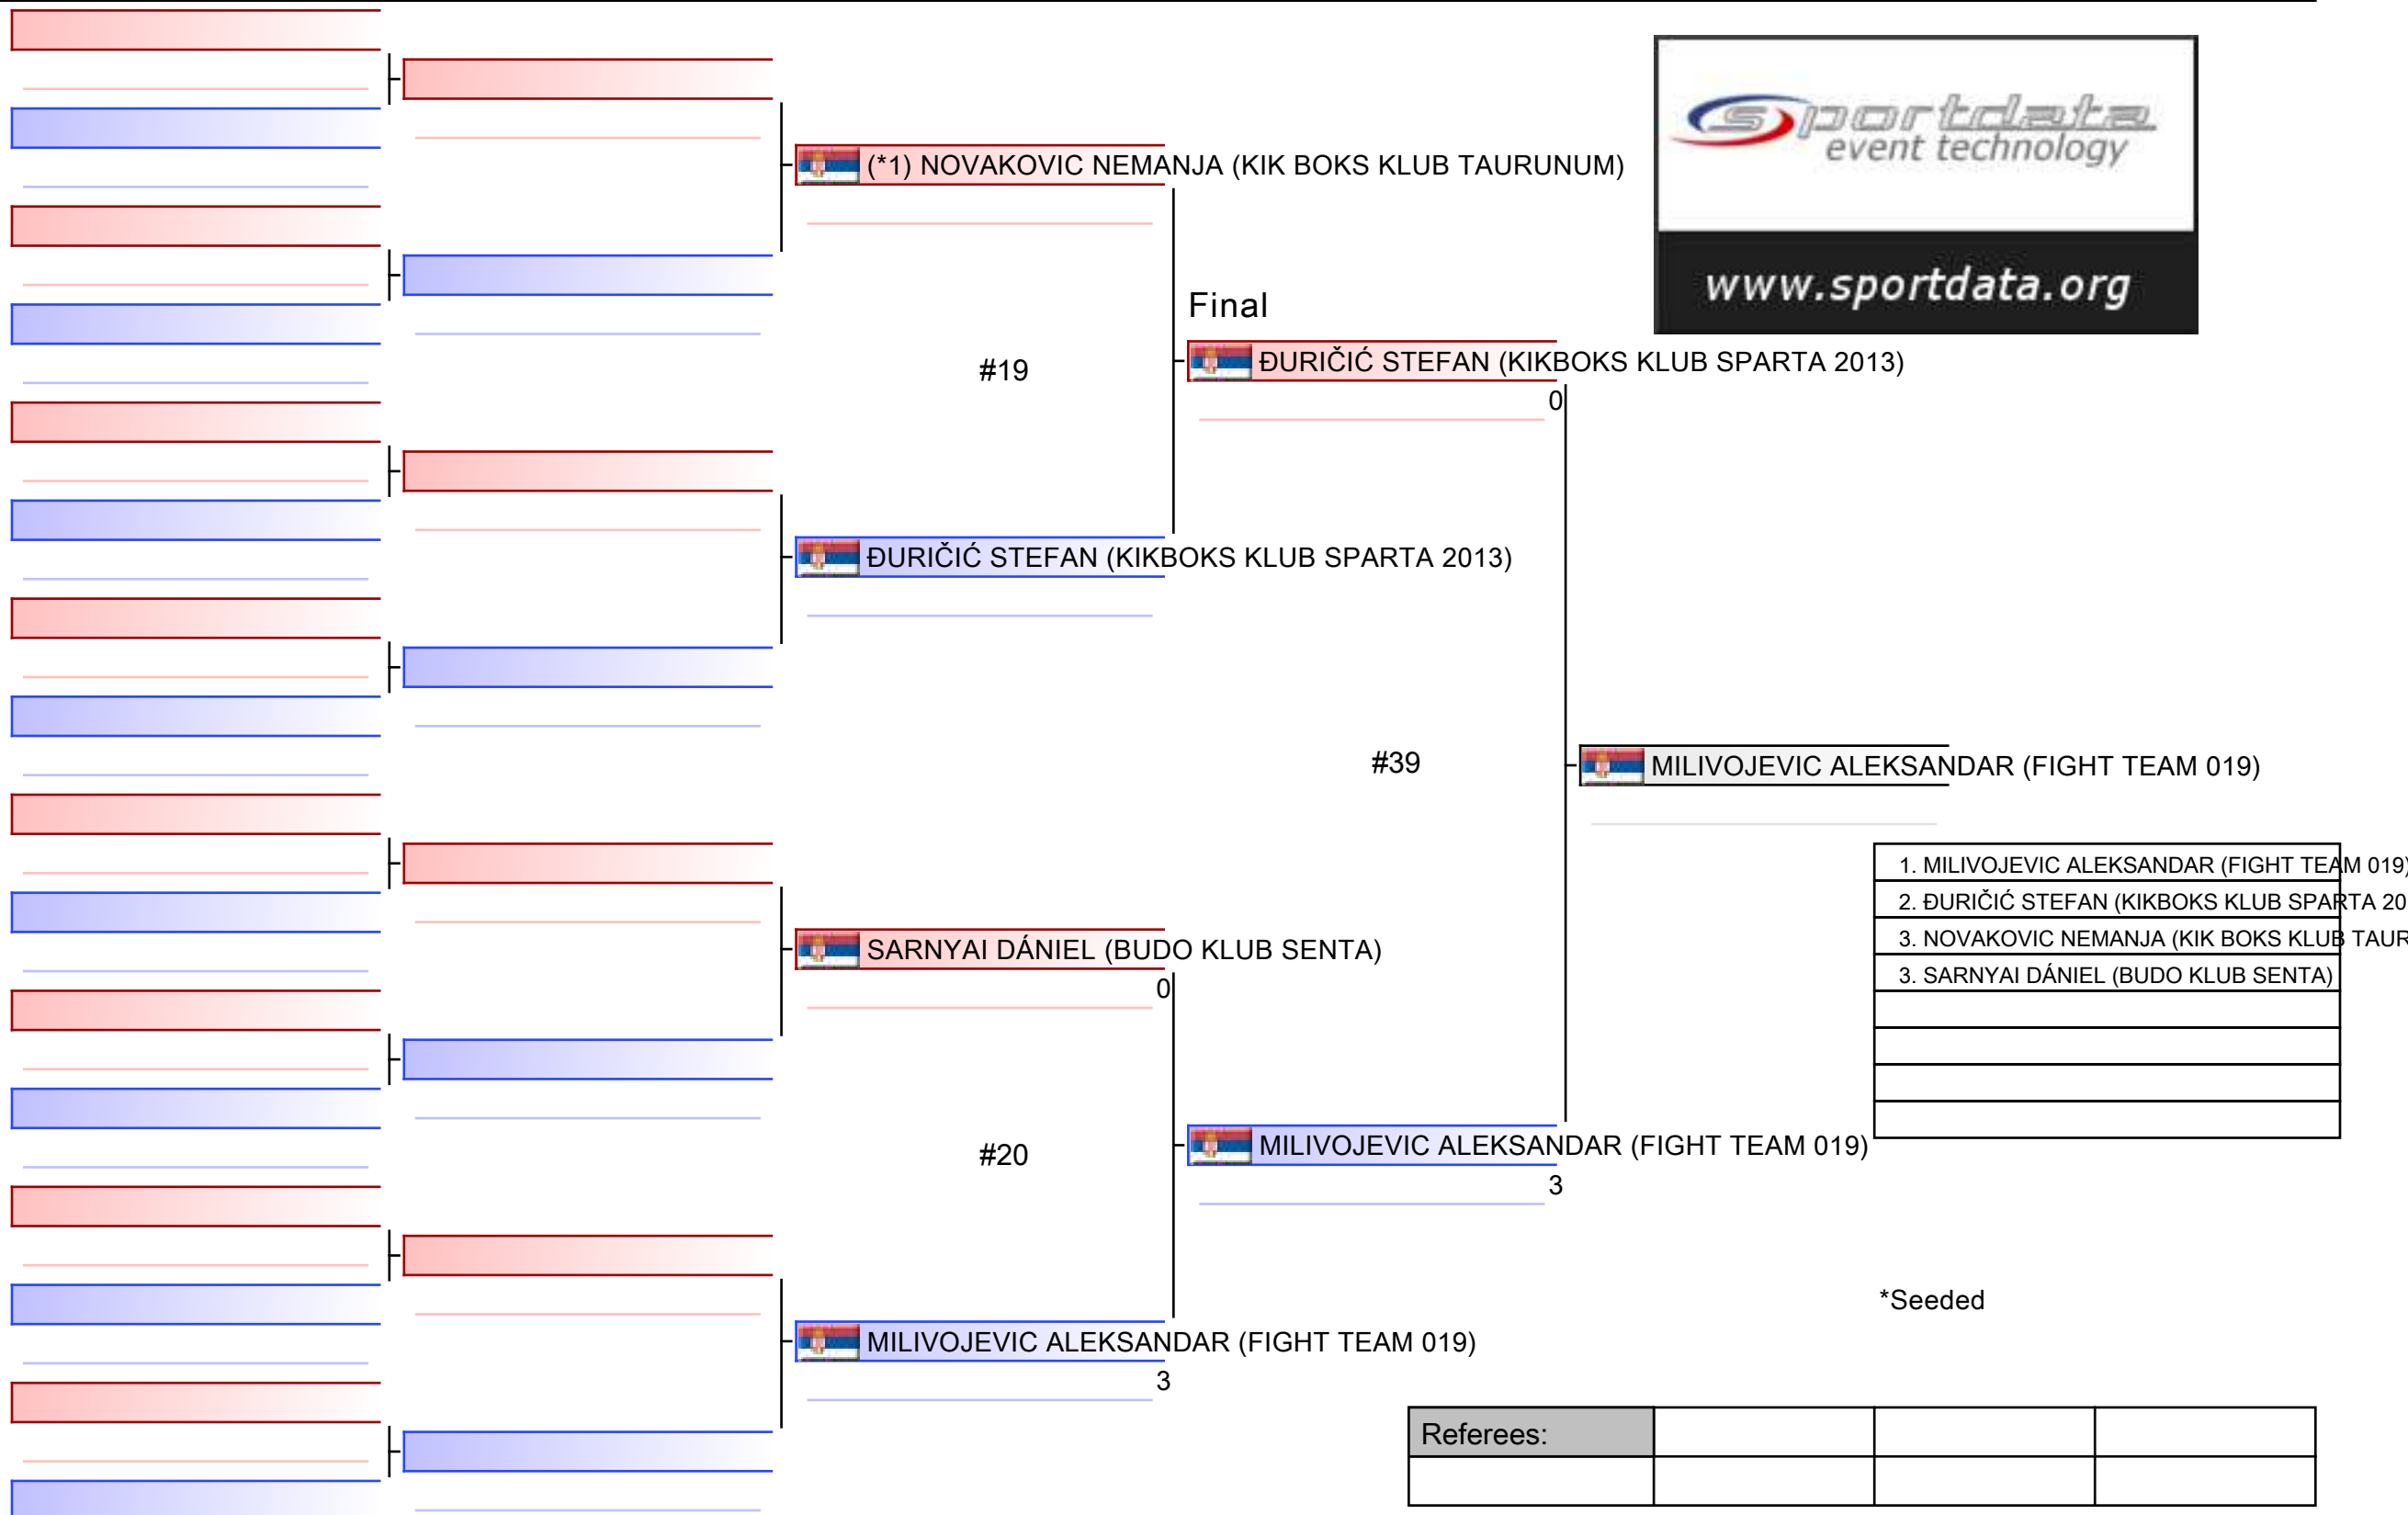 sportdata
event technology
www.sportdata.org
(*1) NOVAKOVIC NEMANJA (KIK BOKS KLUB TAURUNUM)
Final
#19
ĐURIČIĆ STEFAN (KIKBOKS KLUB SPARTA 2013)
0
ĐURIČIĆ STEFAN (KIKBOKS KLUB SPARTA 2013)
#39
MILIVOJEVIC ALEKSANDAR (FIGHT TEAM 019)
1. MILIVOJEVIC ALEKSANDAR (FIGHT TEAM 019)
2. ĐURIČIĆ STEFAN (KIKBOKS KLUB SPARTA 20
3. NOVAKOVIC NEMANJA (KIK BOKS KLUB TAUR
3. SARNYAI DÁNIEL (BUDO KLUB SENTA)
SARNYAI DÁNIEL (BUDO KLUB SENTA)
0
#20
MILIVOJEVIC ALEKSANDAR (FIGHT TEAM 019)
3
*Seeded
MILIVOJEVIC ALEKSANDAR (FIGHT TEAM 019)
3
Referees: